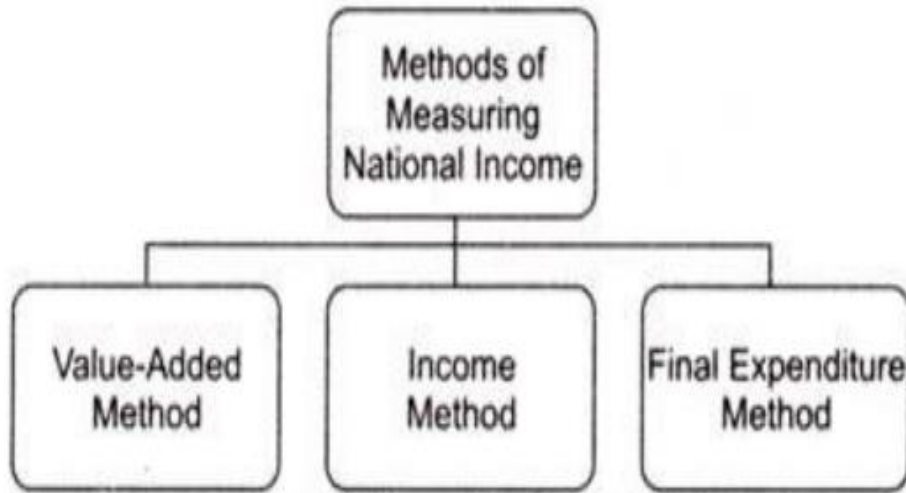 Methods of
Measuring
National Income
Value-Added
Method
Income
Method
Final Expenditure
Method